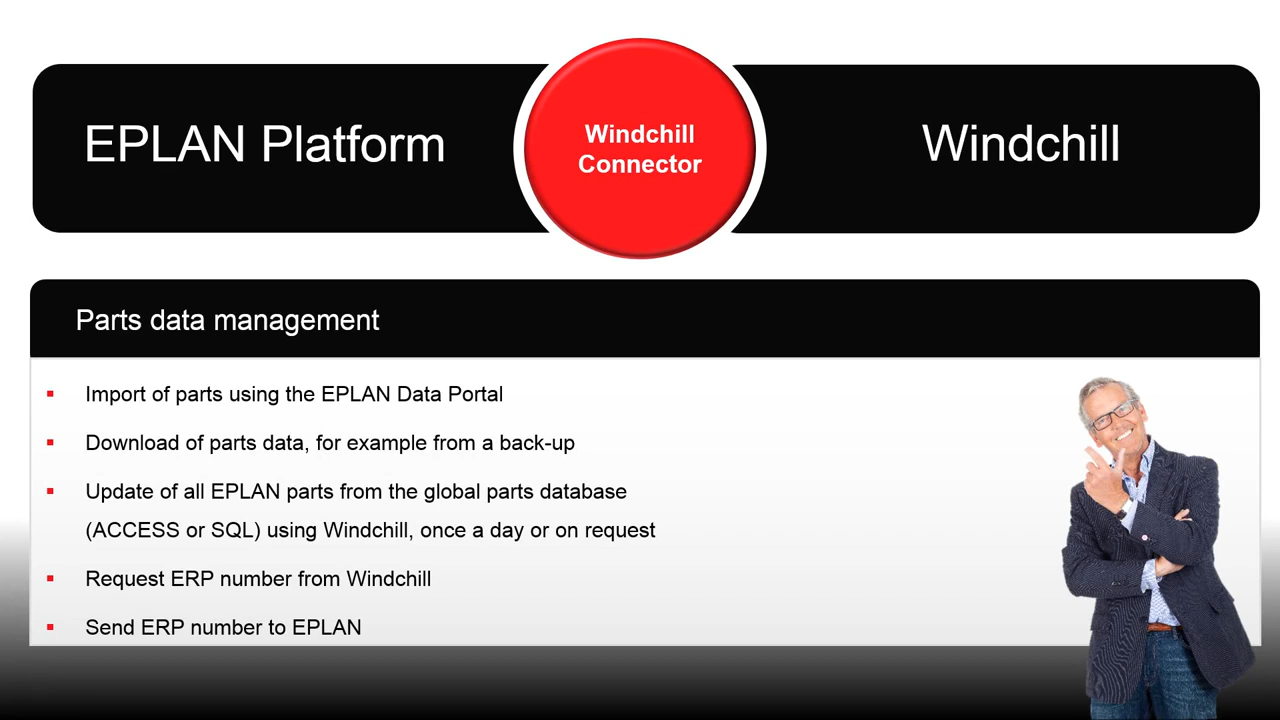 EPLAN Platform
Windchill
Connector
Windchill
Parts data management
Import of parts using the EPLAN Data Portal
Download of parts data, for example from a back-up
Update of all EPLAN parts from the global parts database
(ACCESS or SQL) using Windchill, once a day or on request
Request ERP number from Windchill
Send ERP number to EPLAN